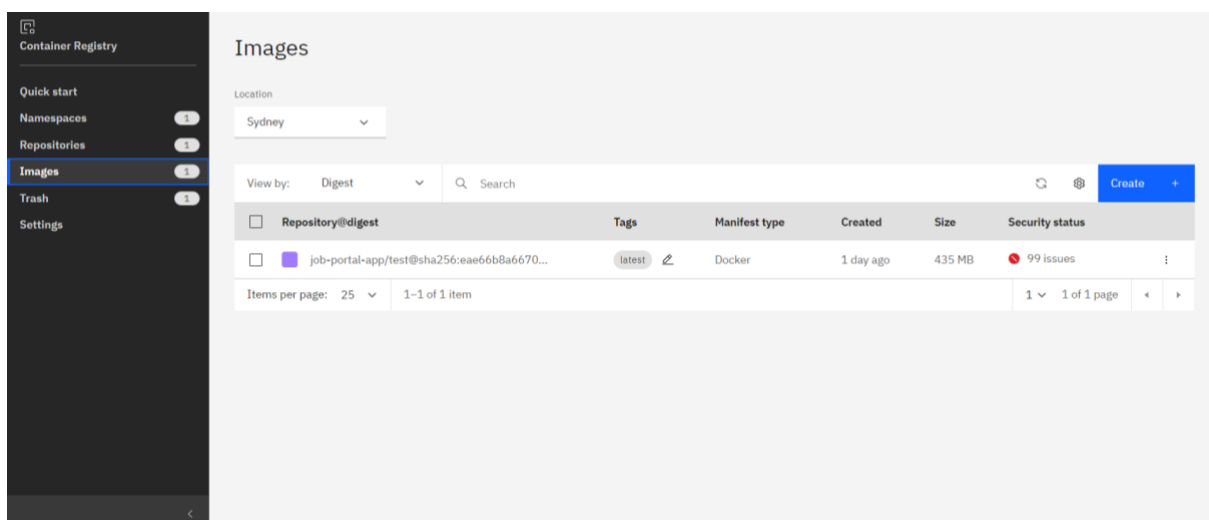 Container Registry
Quick start
Namespaces 1
Repositories 1
Images 1
Trash 1
Settings
Images
Location
Sydney
View by: Digest Search Create +
Repository@digest Tags Manifest type Created Size Security status
job-portal-app/test@sha256:eae66b8a6670... latest Docker 1 day ago 435 MB 99 issues
Items per page: 25 1–1 of 1 item 1 1 of 1 page